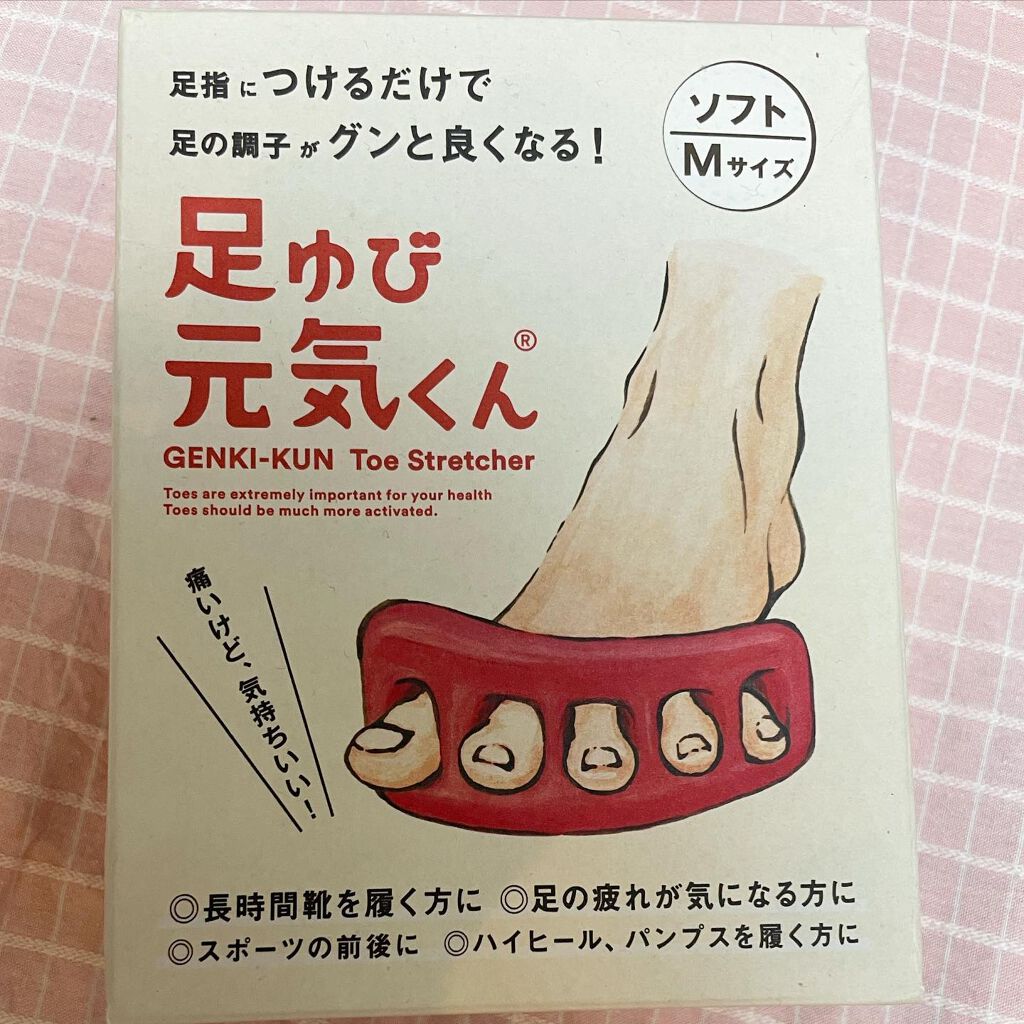 足指につけるだけで
足の調子がグンと良くなる！
ソフト
Mサイズ
足ゆび
元気くん®
GENKI-KUN Toe Stretcher
Toes are extremely important for your health
Toes should be much more activated.
痛いけど、気持ちいい！
◎長時間靴を履く方に ◎足の疲れが気になる方に
◎スポーツの前後に ◎ハイヒール、パンプスを履く方に